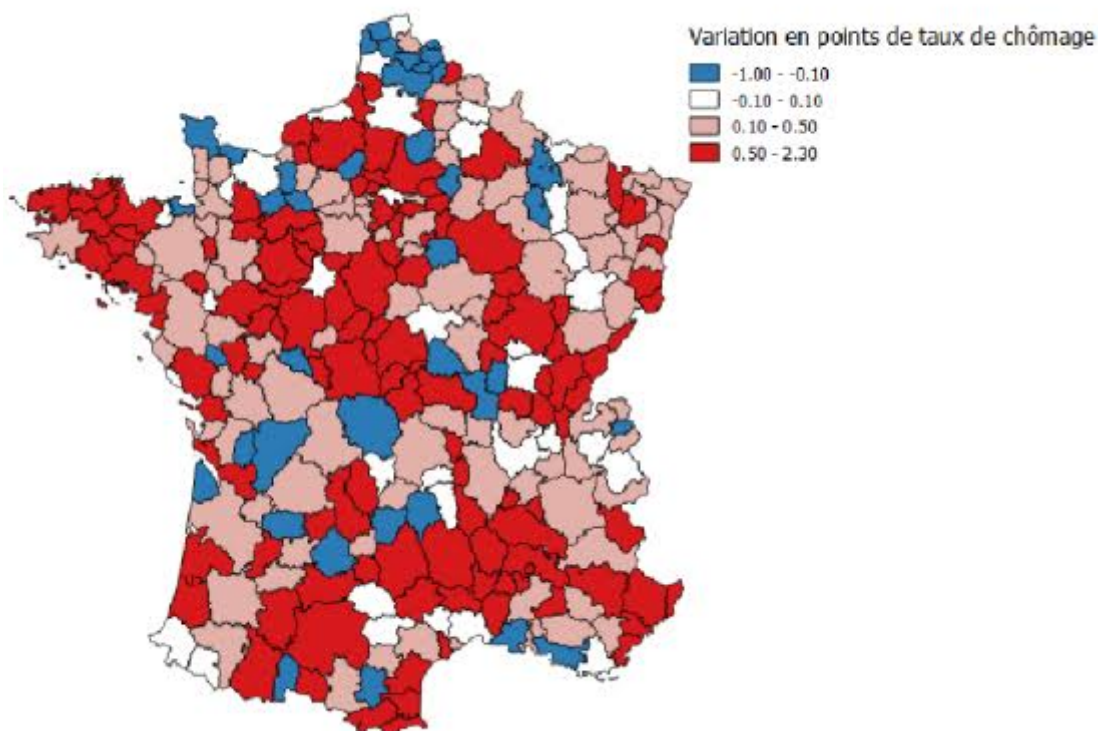 Variation en points de taux de chômage
-1.00 - -0.10
-0.10 - 0.10
0.10 - 0.50
0.50 - 2.30